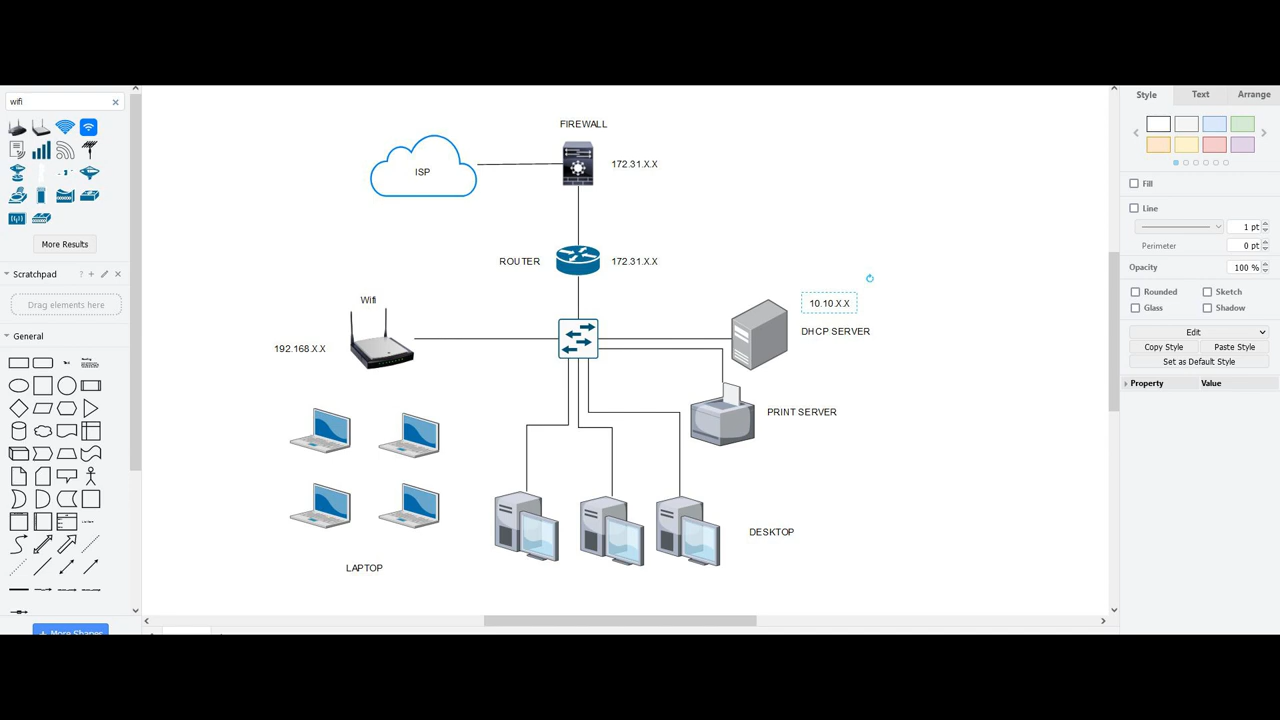 wifi
More Results
Scratchpad
Drag elements here
General
More Shapes
FIREWALL
ISP
172.31.X.X
ROUTER
172.31.X.X
Wifi
192.168.X.X
10.10.X.X
DHCP SERVER
PRINT SERVER
DESKTOP
LAPTOP
Style
Text
Arrange
Fill
Line
1 pt
Perimeter
0 pt
Opacity
100 %
Rounded
Sketch
Glass
Shadow
Edit
Copy Style
Paste Style
Set as Default Style
Property
Value